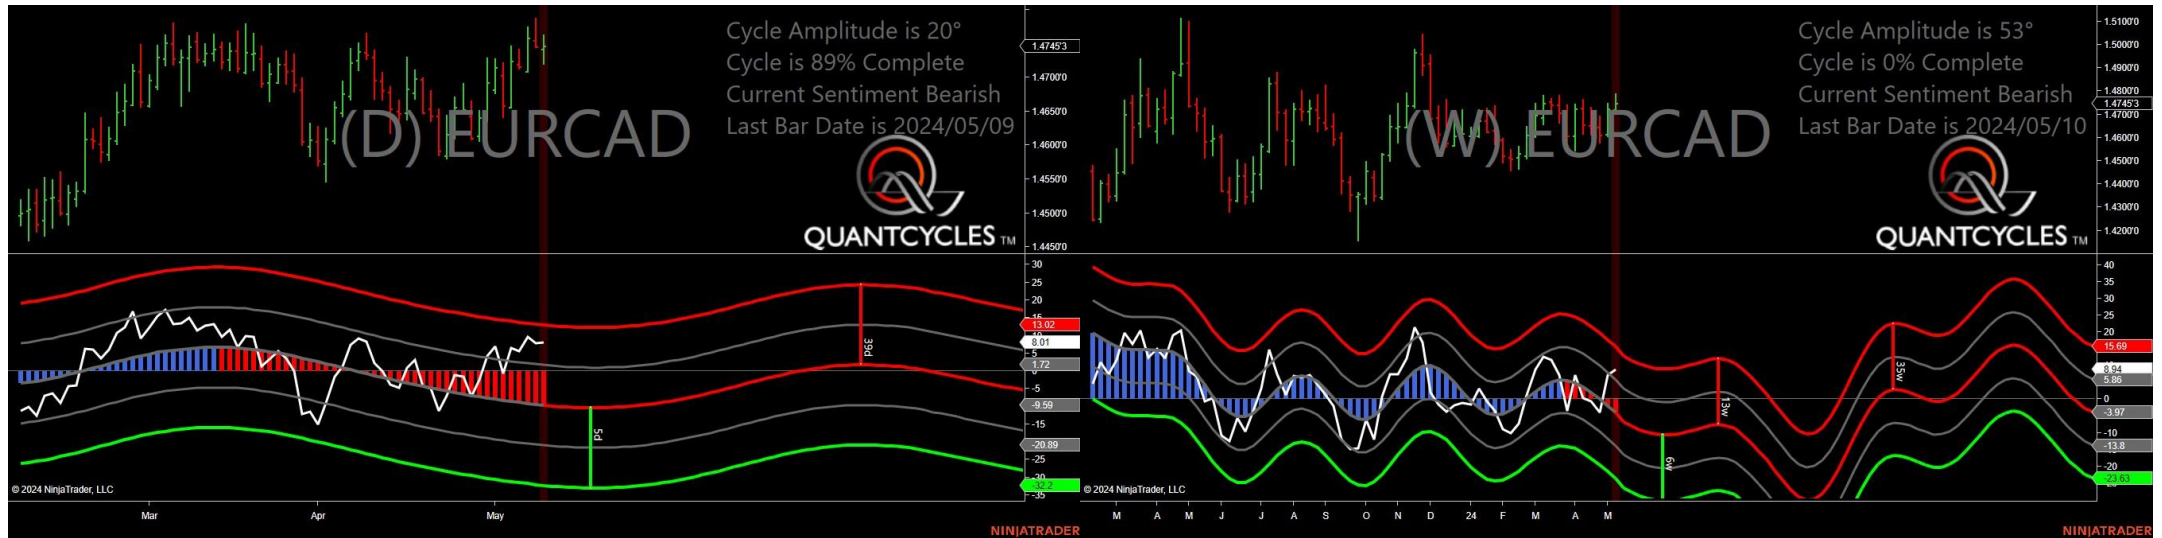 Cycle Amplitude is 20°
Cycle is 89% Complete
Current Sentiment Bearish
Last Bar Date is 2024/05/09
(D) EURCAD
QUANTCYCLES TM
1.4745'3
1.4700'0
1.4650'0
1.4600'0
1.4550'0
1.4500'0
1.4450'0
30
25
20
13.02
8.01
5
1.72
-5
-9.59
-15
-20.89
-25
-30
-32.2
-35
39d
5d
© 2024 NinjaTrader, LLC
Mar
Apr
May
NINJATRADER
Cycle Amplitude is 53°
Cycle is 0% Complete
Current Sentiment Bearish
Last Bar Date is 2024/05/10
(W) EURCAD
QUANTCYCLES TM
1.5100'0
1.5000'0
1.4900'0
1.4800'0
1.4745'3
1.4700'0
1.4600'0
1.4500'0
1.4400'0
1.4300'0
1.4200'0
40
35
30
25
20
15.69
8.94
5.86
0
-3.97
-10
-13.8
-20
-23.63
13w
35w
6w
© 2024 NinjaTrader, LLC
M
A
M
J
J
A
S
O
N
D
24
F
M
A
M
NINJATRADER